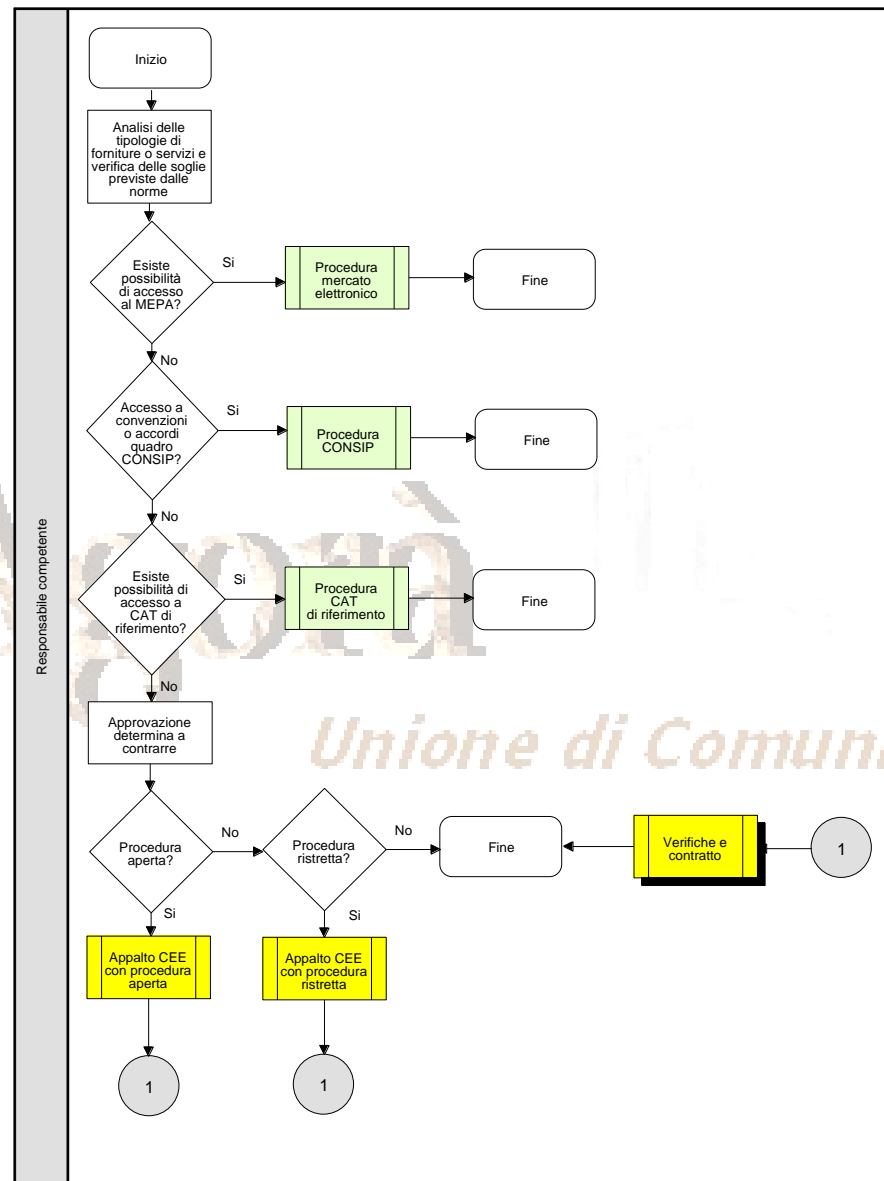 Inizio
Analisi delle
tipologie di
forniture o servizi e
verifica delle soglie
previste dalle
norme
Esiste
possibilità
di accesso
al MEPA?
Si
Procedura
mercato
elettronico
Fine
No
Accesso a
convenzioni
o accordi
quadro
CONSIP?
Si
Procedura
CONSIP
Fine
No
Esiste
possibilità di
accesso a
CAT di
riferimento?
Si
Procedura
CAT
di riferimento
Fine
No
Responsabile competente
Agorà
Unione di Comuni
Approvazione
determina a
contrarre
Procedura
aperta?
No
Procedura
ristretta?
No
Fine
Verifiche e
contratto
1
Si
Si
Appalto CEE
con procedura
aperta
Appalto CEE
con procedura
ristretta
1
1